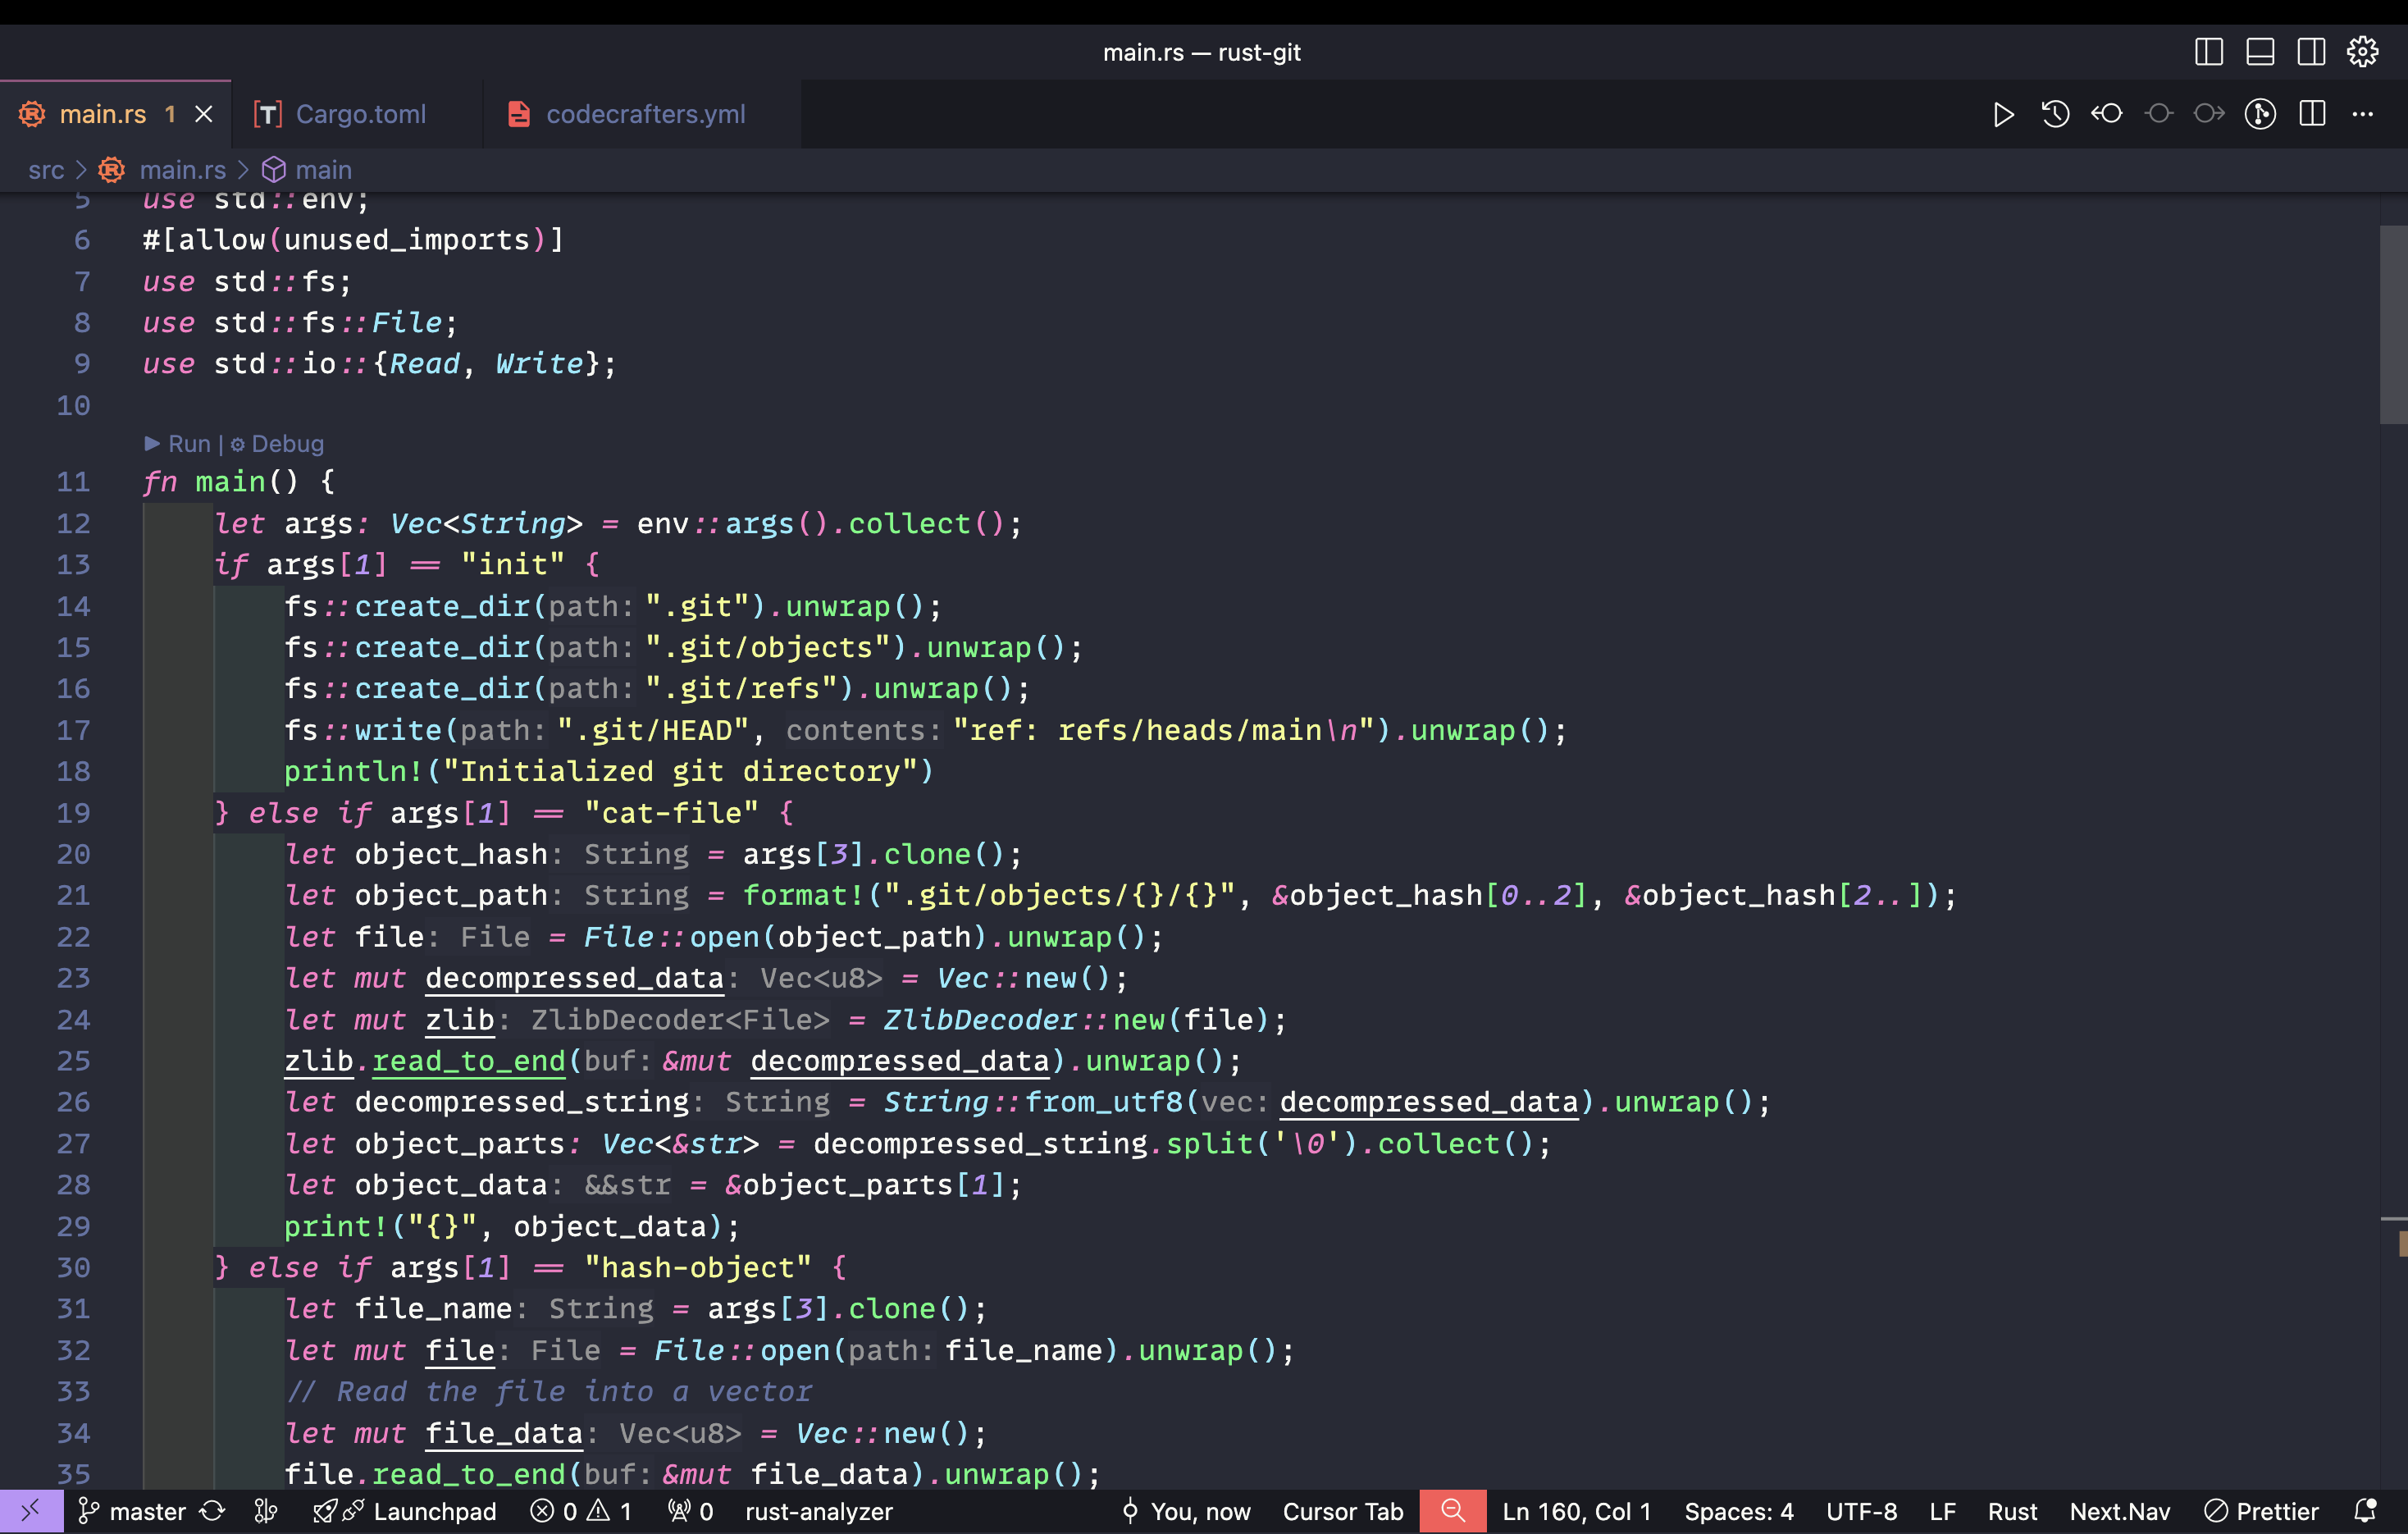 main.rs — rust-git
main.rs 1 Cargo.toml codecrafters.yml
src > main.rs > main
5 use std::env;
6 #[allow(unused_imports)]
7 use std::fs;
8 use std::fs::File;
9 use std::io::{Read, Write};
10
Run | Debug
11 fn main() {
12 let args: Vec<String> = env::args().collect();
13 if args[1] == "init" {
14 fs::create_dir(path: ".git").unwrap();
15 fs::create_dir(path: ".git/objects").unwrap();
16 fs::create_dir(path: ".git/refs").unwrap();
17 fs::write(path: ".git/HEAD", contents: "ref: refs/heads/main\n").unwrap();
18 println!("Initialized git directory")
19 } else if args[1] == "cat-file" {
20 let object_hash: String = args[3].clone();
21 let object_path: String = format!(".git/objects/{}/{}", &object_hash[0..2], &object_hash[2..]);
22 let file: File = File::open(object_path).unwrap();
23 let mut decompressed_data: Vec<u8> = Vec::new();
24 let mut zlib: ZlibDecoder<File> = ZlibDecoder::new(file);
25 zlib.read_to_end(buf: &mut decompressed_data).unwrap();
26 let decompressed_string: String = String::from_utf8(vec: decompressed_data).unwrap();
27 let object_parts: Vec<&str> = decompressed_string.split('\0').collect();
28 let object_data: &&str = &object_parts[1];
29 print!("{}", object_data);
30 } else if args[1] == "hash-object" {
31 let file_name: String = args[3].clone();
32 let mut file: File = File::open(path: file_name).unwrap();
33 // Read the file into a vector
34 let mut file_data: Vec<u8> = Vec::new();
35 file.read_to_end(buf: &mut file_data).unwrap();
master Launchpad 0 1 0 rust-analyzer You, now Cursor Tab Ln 160, Col 1 Spaces: 4 UTF-8 LF Rust Next.Nav Prettier